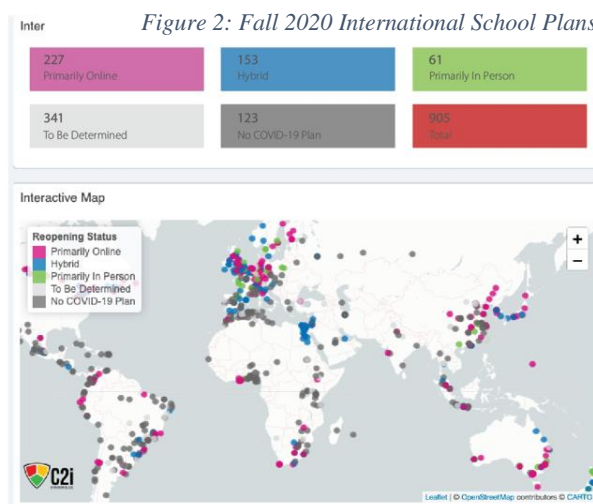 Inter
Figure 2: Fall 2020 International School Plans
227
Primarily Online
153
Hybrid
61
Primarily In Person
341
To Be Determined
123
No COVID-19 Plan
905
Total
Interactive Map
Reopening Status
Primarily Online
Hybrid
Primarily In Person
To Be Determined
No COVID-19 Plan
+
−
C2i
Leaflet | © OpenStreetMap contributors © CARTO